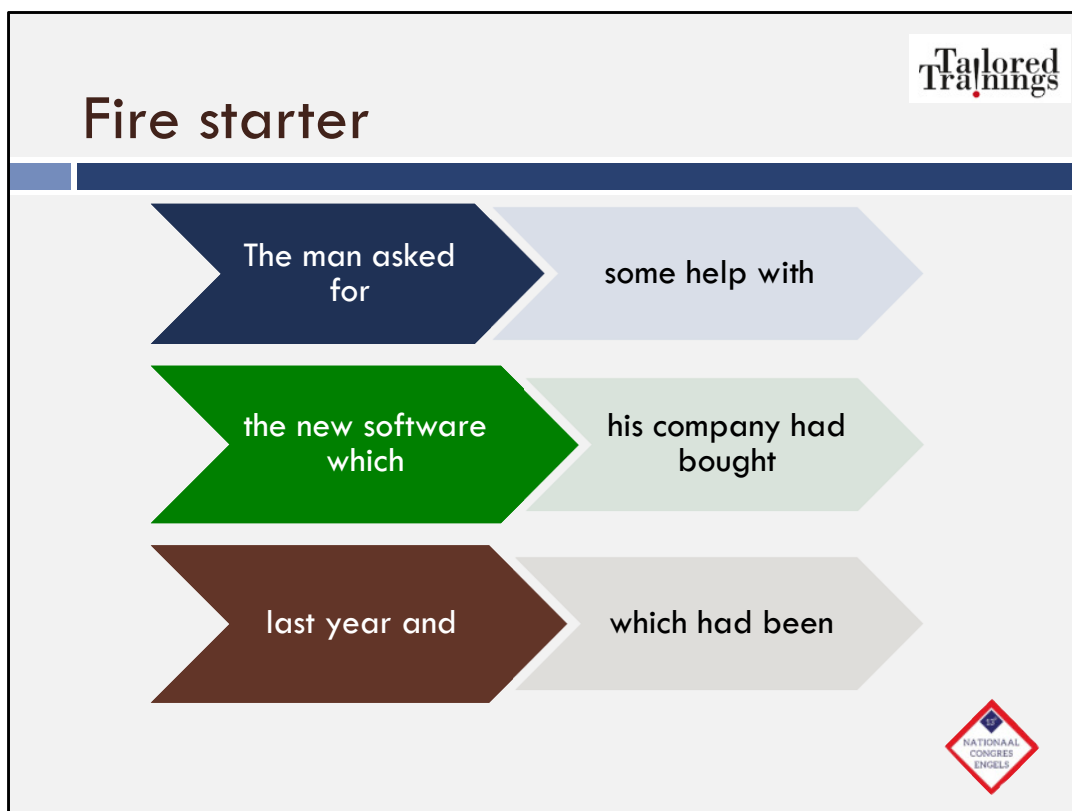 Tailored
Trainings
Fire starter
The man asked
for
some help with
the new software
which
his company had
bought
last year and
which had been
13e
NATIONAAL
CONGRES
ENGELS